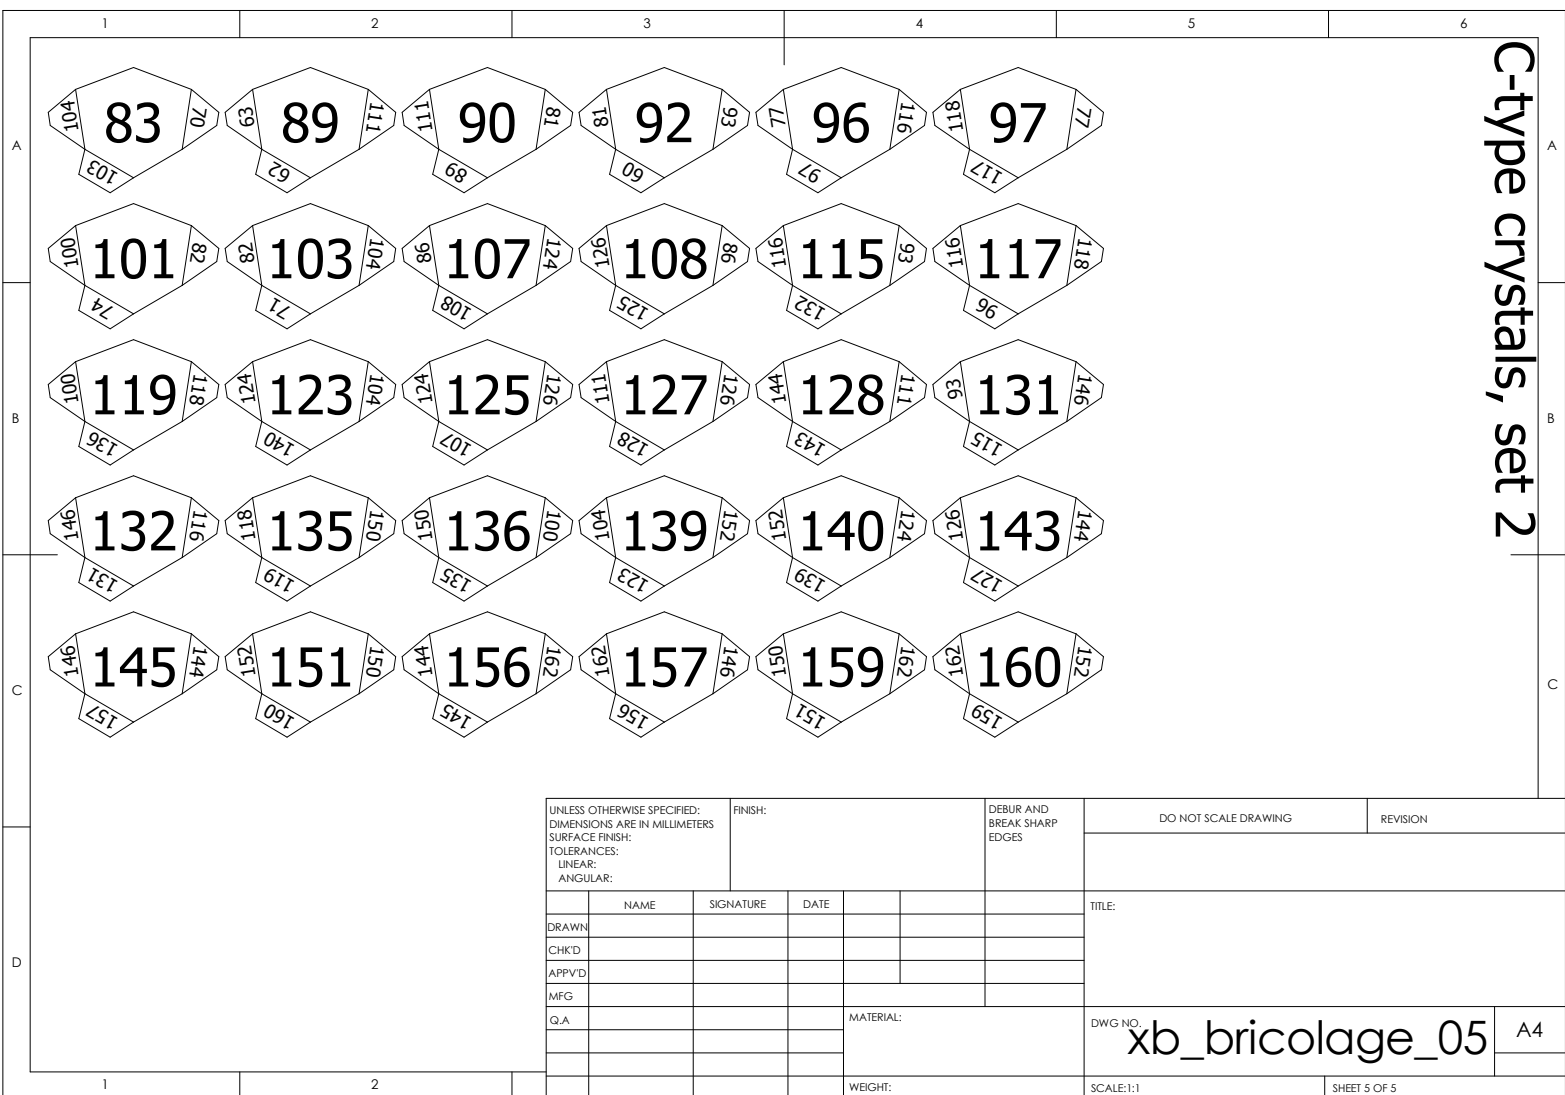 1 2 3 4 5 6
A
104 83 70 103
63 89 111 62
111 90 81 89
81 92 93 60
77 96 116 97
118 97 77 117
C-type crystals, set 2
A
100 101 82 74
82 103 104 71
86 107 124 108
126 108 86 125
116 115 93 132
116 117 118 96
B
100 119 118 136
124 123 104 140
124 125 126 107
111 127 126 128
144 128 111 143
93 131 146 115
B
146 132 116 131
118 135 150 119
150 136 100 135
104 139 152 123
152 140 124 139
126 143 144 127
C
146 145 144 157
152 151 150 160
144 156 162 145
162 157 146 156
150 159 162 151
162 160 152 159
C
D
UNLESS OTHERWISE SPECIFIED:
DIMENSIONS ARE IN MILLIMETERS
SURFACE FINISH:
TOLERANCES:
LINEAR:
ANGULAR:
FINISH:
DEBUR AND
BREAK SHARP
EDGES
DO NOT SCALE DRAWING
REVISION
NAME SIGNATURE DATE
TITLE:
DRAWN
CHK'D
APPV'D
MFG
Q.A
MATERIAL:
DWG NO.
xb_bricolage_05
A4
WEIGHT:
SCALE:1:1
SHEET 5 OF 5
1 2